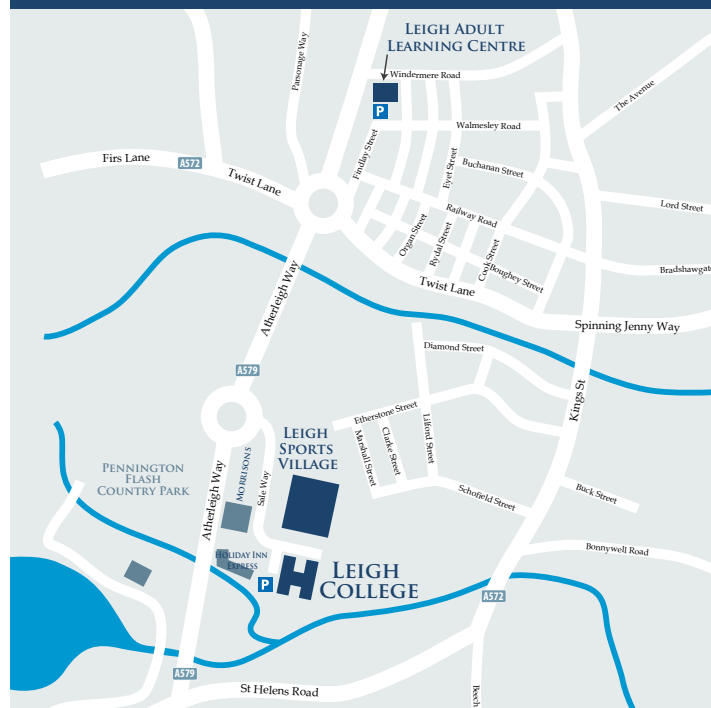 LEIGH ADULT
LEARNING CENTRE
Parsonage Way
Windermere Road
The Avenue
P
Walmesley Road
Findlay Street
Firs Lane
A572
Twist Lane
Eyet Street
Buchanan Street
Lord Street
Railway Road
Organ Street
Rydal Street
Cook Street
Boughey Street
Bradshawgate
Twist Lane
Atherleigh Way
Spinning Jenny Way
Diamond Street
A579
Kings St
Etherstone Street
Marshall Street
Clarke Street
Lilford Street
LEIGH
SPORTS
VILLAGE
PENNINGTON
FLASH
COUNTRY PARK
MORRISONS
Sale Way
Atherleigh Way
Schofield Street
Buck Street
Bonnywell Road
HOLIDAY INN
EXPRESS
P
LEIGH
COLLEGE
A572
A579
St Helens Road
Beech